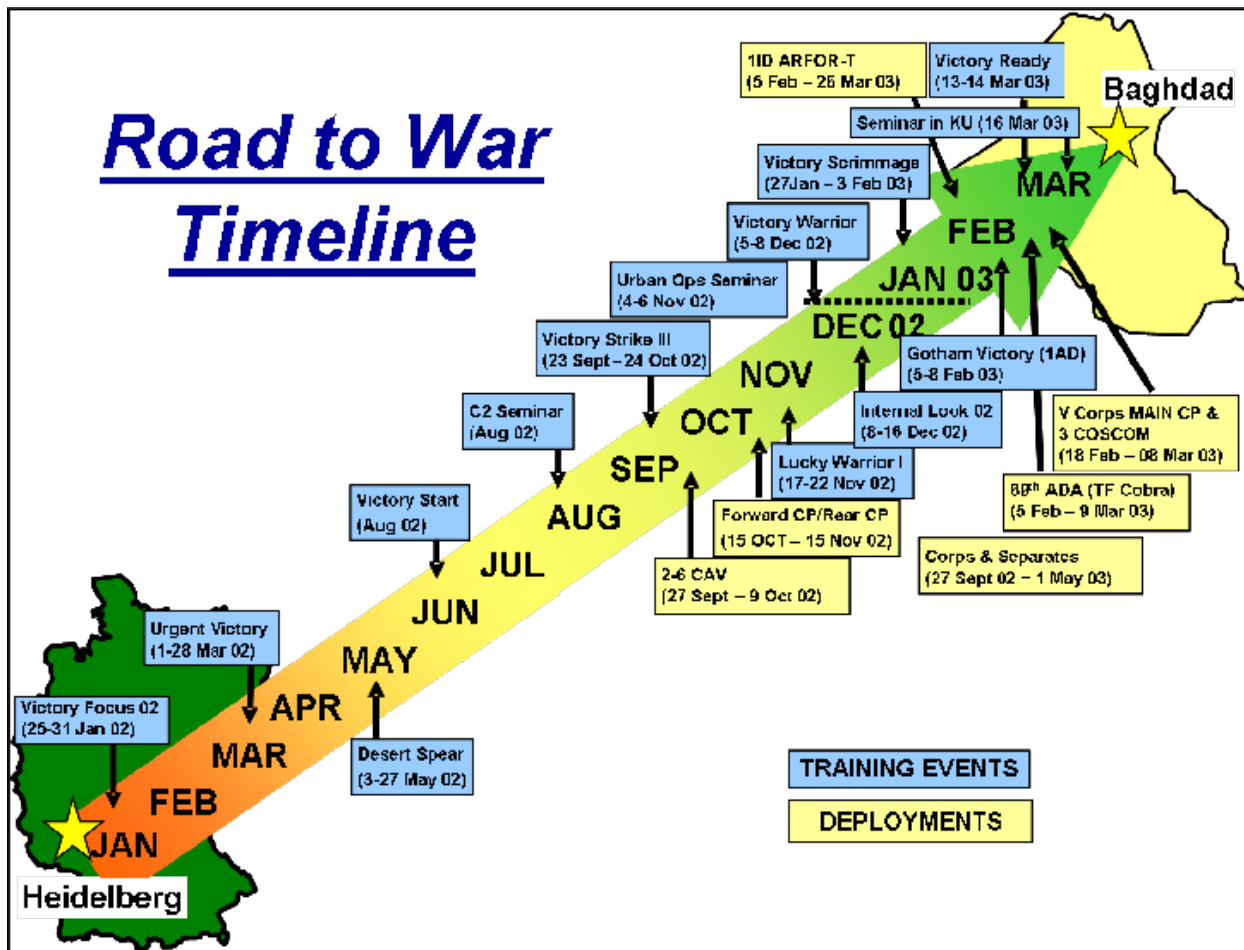 Road to War
Timeline
1ID ARFOR-T
(5 Feb – 26 Mar 03)
Victory Ready
(13-14 Mar 03)
Baghdad
Seminar in KU (16 Mar 03)
Victory Scrimmage
(27Jan – 3 Feb 03)
MAR
Victory Warrior
(5-8 Dec 02)
FEB
Urban Ops Seminar
(4-6 Nov 02)
JAN 03
DEC 02
Victory Strike III
(23 Sept – 24 Oct 02)
Gotham Victory (1AD)
(5-8 Feb 03)
NOV
C2 Seminar
(Aug 02)
OCT
Internal Look 02
(8-16 Dec 02)
V Corps MAIN CP &
3 COSCOM
(18 Feb – 08 Mar 03)
SEP
Lucky Warrior I
(17-22 Nov 02)
Victory Start
(Aug 02)
AUG
Forward CP/Rear CP
(15 OCT – 15 Nov 02)
ADA (TF Cobra)
(5 Feb – 9 Mar 03)
JUL
2-6 CAV
(27 Sept – 9 Oct 02)
Corps & Separates
(27 Sept 02 – 1 May 03)
JUN
Urgent Victory
(1-28 Mar 02)
MAY
Victory Focus 02
(25-31 Jan 02)
APR
MAR
Desert Spear
(3-27 May 02)
FEB
JAN
TRAINING EVENTS
DEPLOYMENTS
Heidelberg